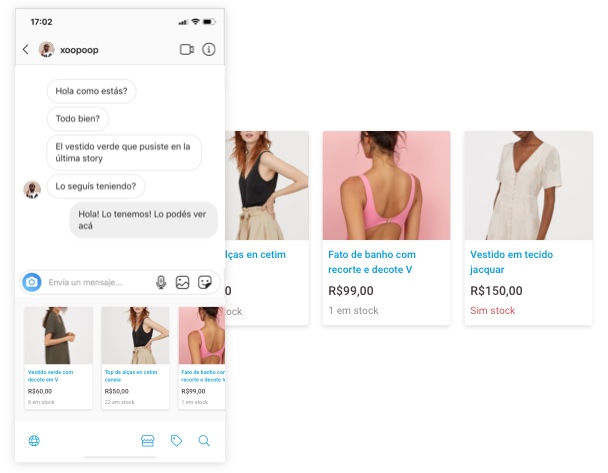 17:02
xoopoop
Hola como estás?
Todo bien?
El vestido verde que pusiste en la
última story
Lo seguís teniendo?
Hola! Lo tenemos! Lo podés ver
acá
Envía un mensaje...
Vestido verde com
decote em V
R$60,00
8 em stock
Top de alças en cetim
canela
R$50,00
22 em stock
Fato de banho com
recorte e decote V
R$99,00
1 em stock
lças en cetim
0
tock
Fato de banho com
recorte e decote V
R$99,00
1 em stock
Vestido em tecido
jacquar
R$150,00
Sim stock